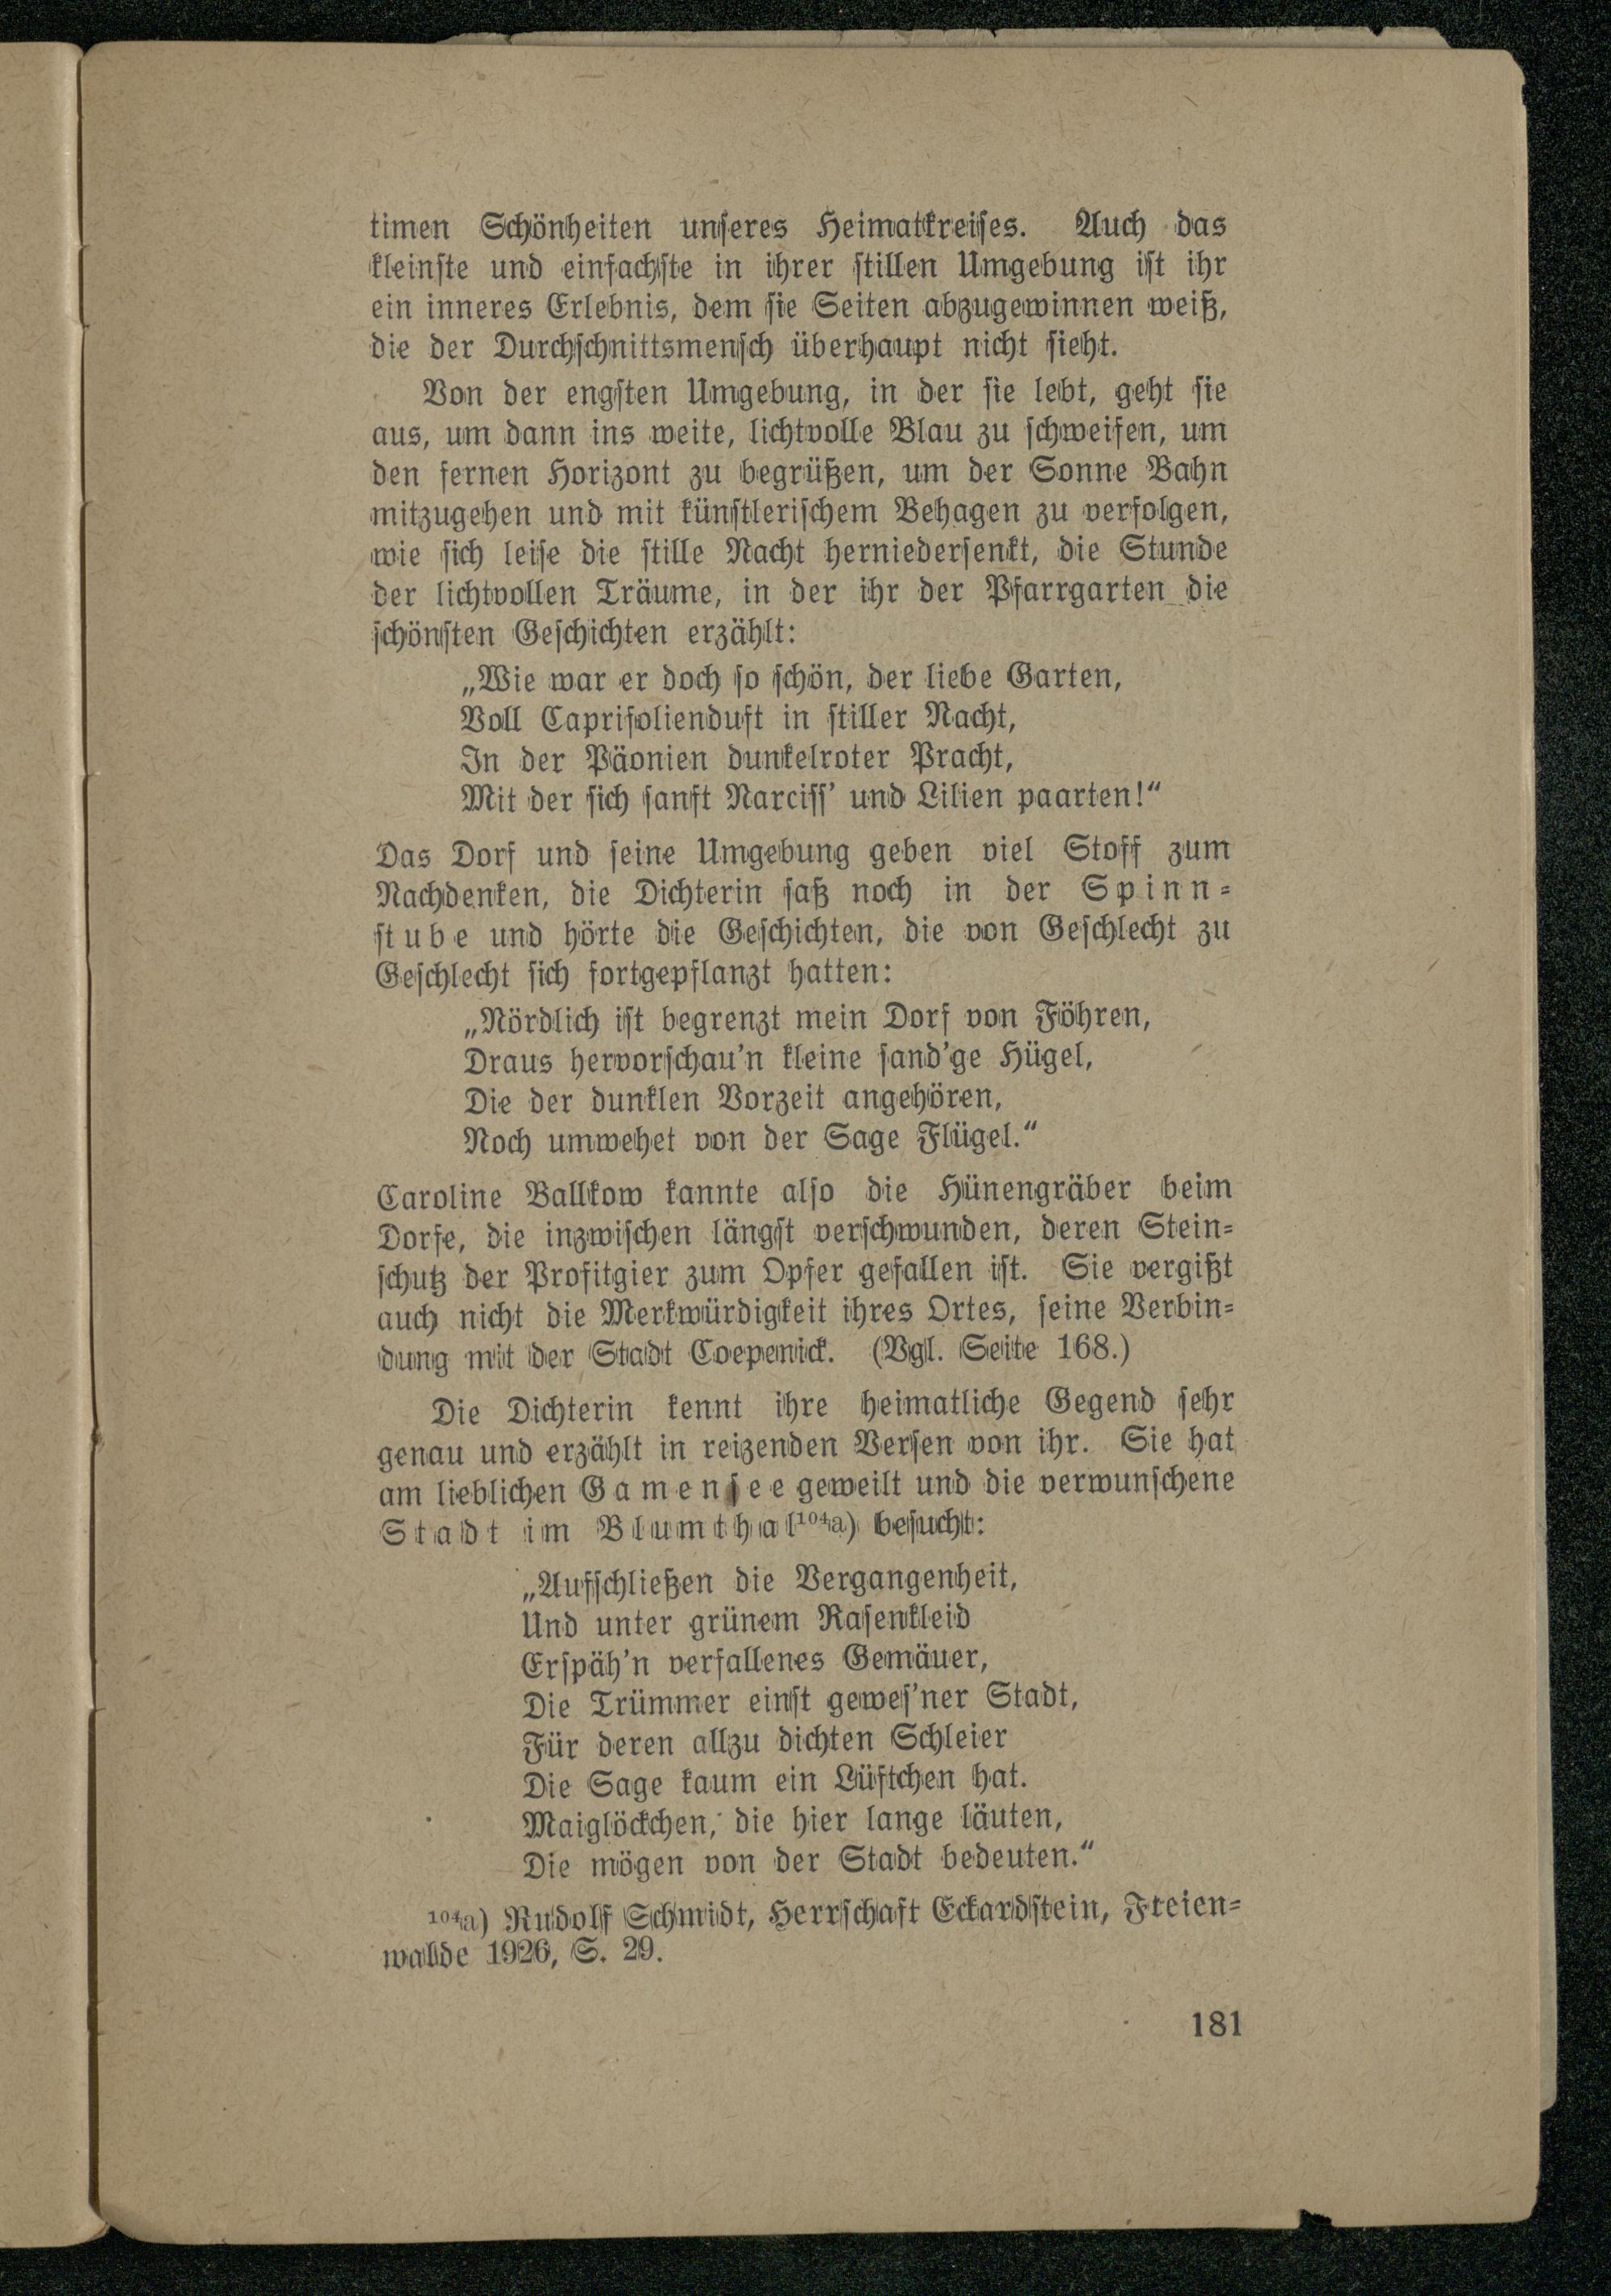 timen Schönheiten unseres Heimatkreises. Auch das
kleinste und einfachste in ihrer stillen Umgebung ist ihr
ein inneres Erlebnis, dem sie Seiten abzugewinnen weiß,
die der Durchschnittsmensch überhaupt nicht sieht.
Von der engsten Umgebung, in der sie lebt, geht sie
aus, um dann ins weite, lichtvolle Blau zu schweifen, um
den fernen Horizont zu begrüßen, um der Sonne Bahn
mitzugehen und mit künstlerischem Behagen zu verfolgen,
wie sich leise die stille Nacht herniedersenkt, die Stunde
der lichtvollen Träume, in der ihr der Pfarrgarten die
schönsten Geschichten erzählt:
„Wie war er doch so schön, der liebe Garten,
Voll Caprifolienduft in stiller Nacht,
In der Päonien dunkelroter Pracht,
Mit der sich sanft Narciss' und Lilien paarten!“
Das Dorf und seine Umgebung geben viel Stoff zum
Nachdenken, die Dichterin saß noch in der Spinn-
stube und hörte die Geschichten, die von Geschlecht zu
Geschlecht sich fortgepflanzt hatten:
„Nördlich ist begrenzt mein Dorf von Föhren,
Draus hervorschau'n kleine sand'ge Hügel,
Die der dunklen Vorzeit angehören,
Noch umwehet von der Sage Flügel.“
Caroline Ballkow kannte also die Hünengräber beim
Dorfe, die inzwischen längst verschwunden, deren Stein-
schutz der Profitgier zum Opfer gefallen ist. Sie vergißt
auch nicht die Merkwürdigkeit ihres Ortes, seine Verbin-
dung mit der Stadt Coepenick. (Vgl. Seite 168.)
Die Dichterin kennt ihre heimatliche Gegend sehr
genau und erzählt in reizenden Versen von ihr. Sie hat
am lieblichen Gamensee geweilt und die verwunschene
Stadt im Blumthal¹⁰⁴a) besucht:
„Aufschließen die Vergangenheit,
Und unter grünem Rasenkleid
Erspäh'n verfallenes Gemäuer,
Die Trümmer einst gewes'ner Stadt,
Für deren allzu dichten Schleier
Die Sage kaum ein Lüftchen hat.
Maiglöckchen, die hier lange läuten,
Die mögen von der Stadt bedeuten.“
¹⁰⁴a) Rudolf Schmidt, Herrschaft Eckardstein, Freien-
walde 1926, S. 29.
181